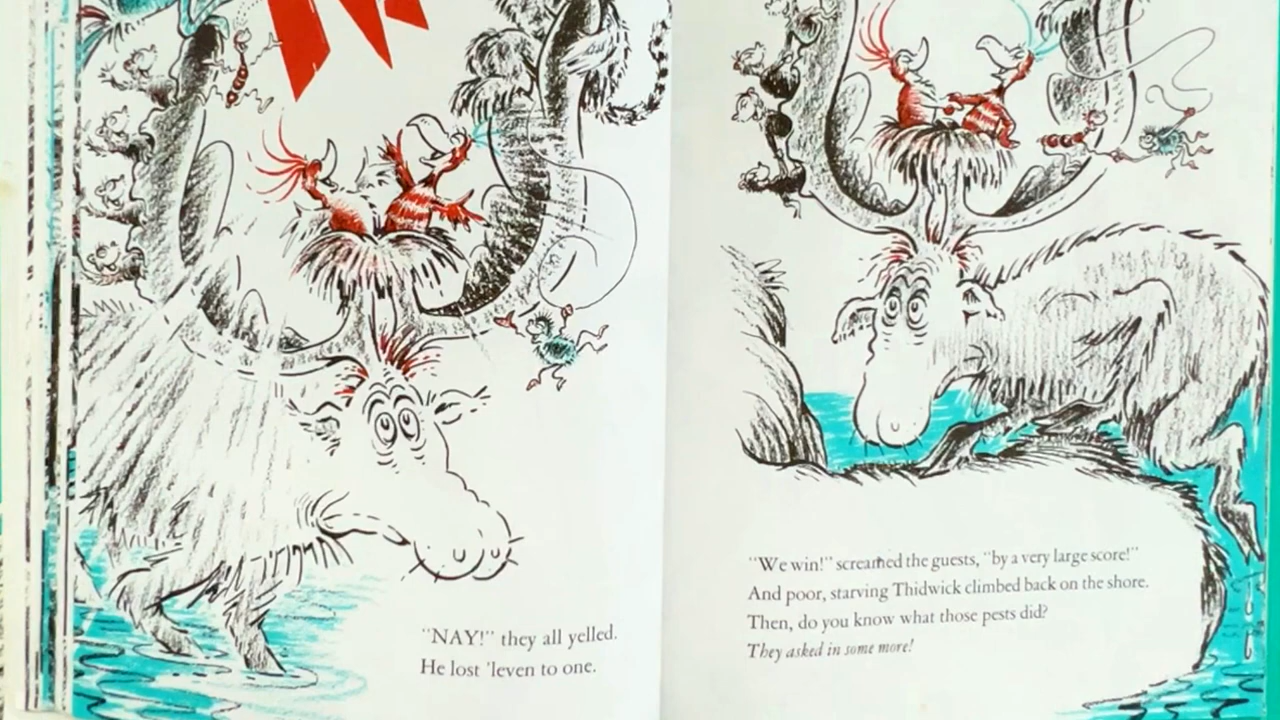 "NAY!" they all yelled.
He lost 'leven to one.
"We win!" screamed the guests, "by a very large score!"
And poor, starving Thidwick climbed back on the shore.
Then, do you know what those pests did?
They asked in some more!